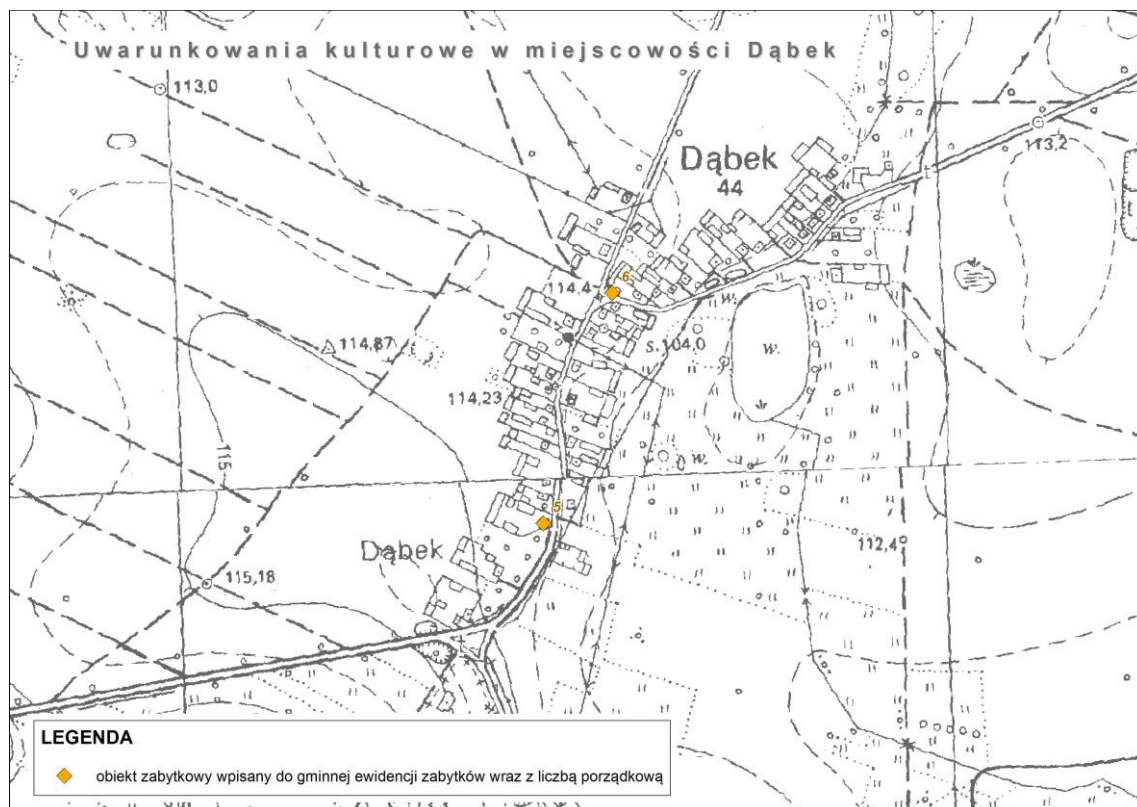 Uwarunkowania kulturowe w miejscowości Dąbek
113,0
113,2
Dąbek
44
6
114,4
114,87
S.104,0
W.
W.
114,23
115
W.
5
Dąbek
112,4
115,18
LEGENDA
obiekt zabytkowy wpisany do gminnej ewidencji zabytków wraz z liczbą porządkową